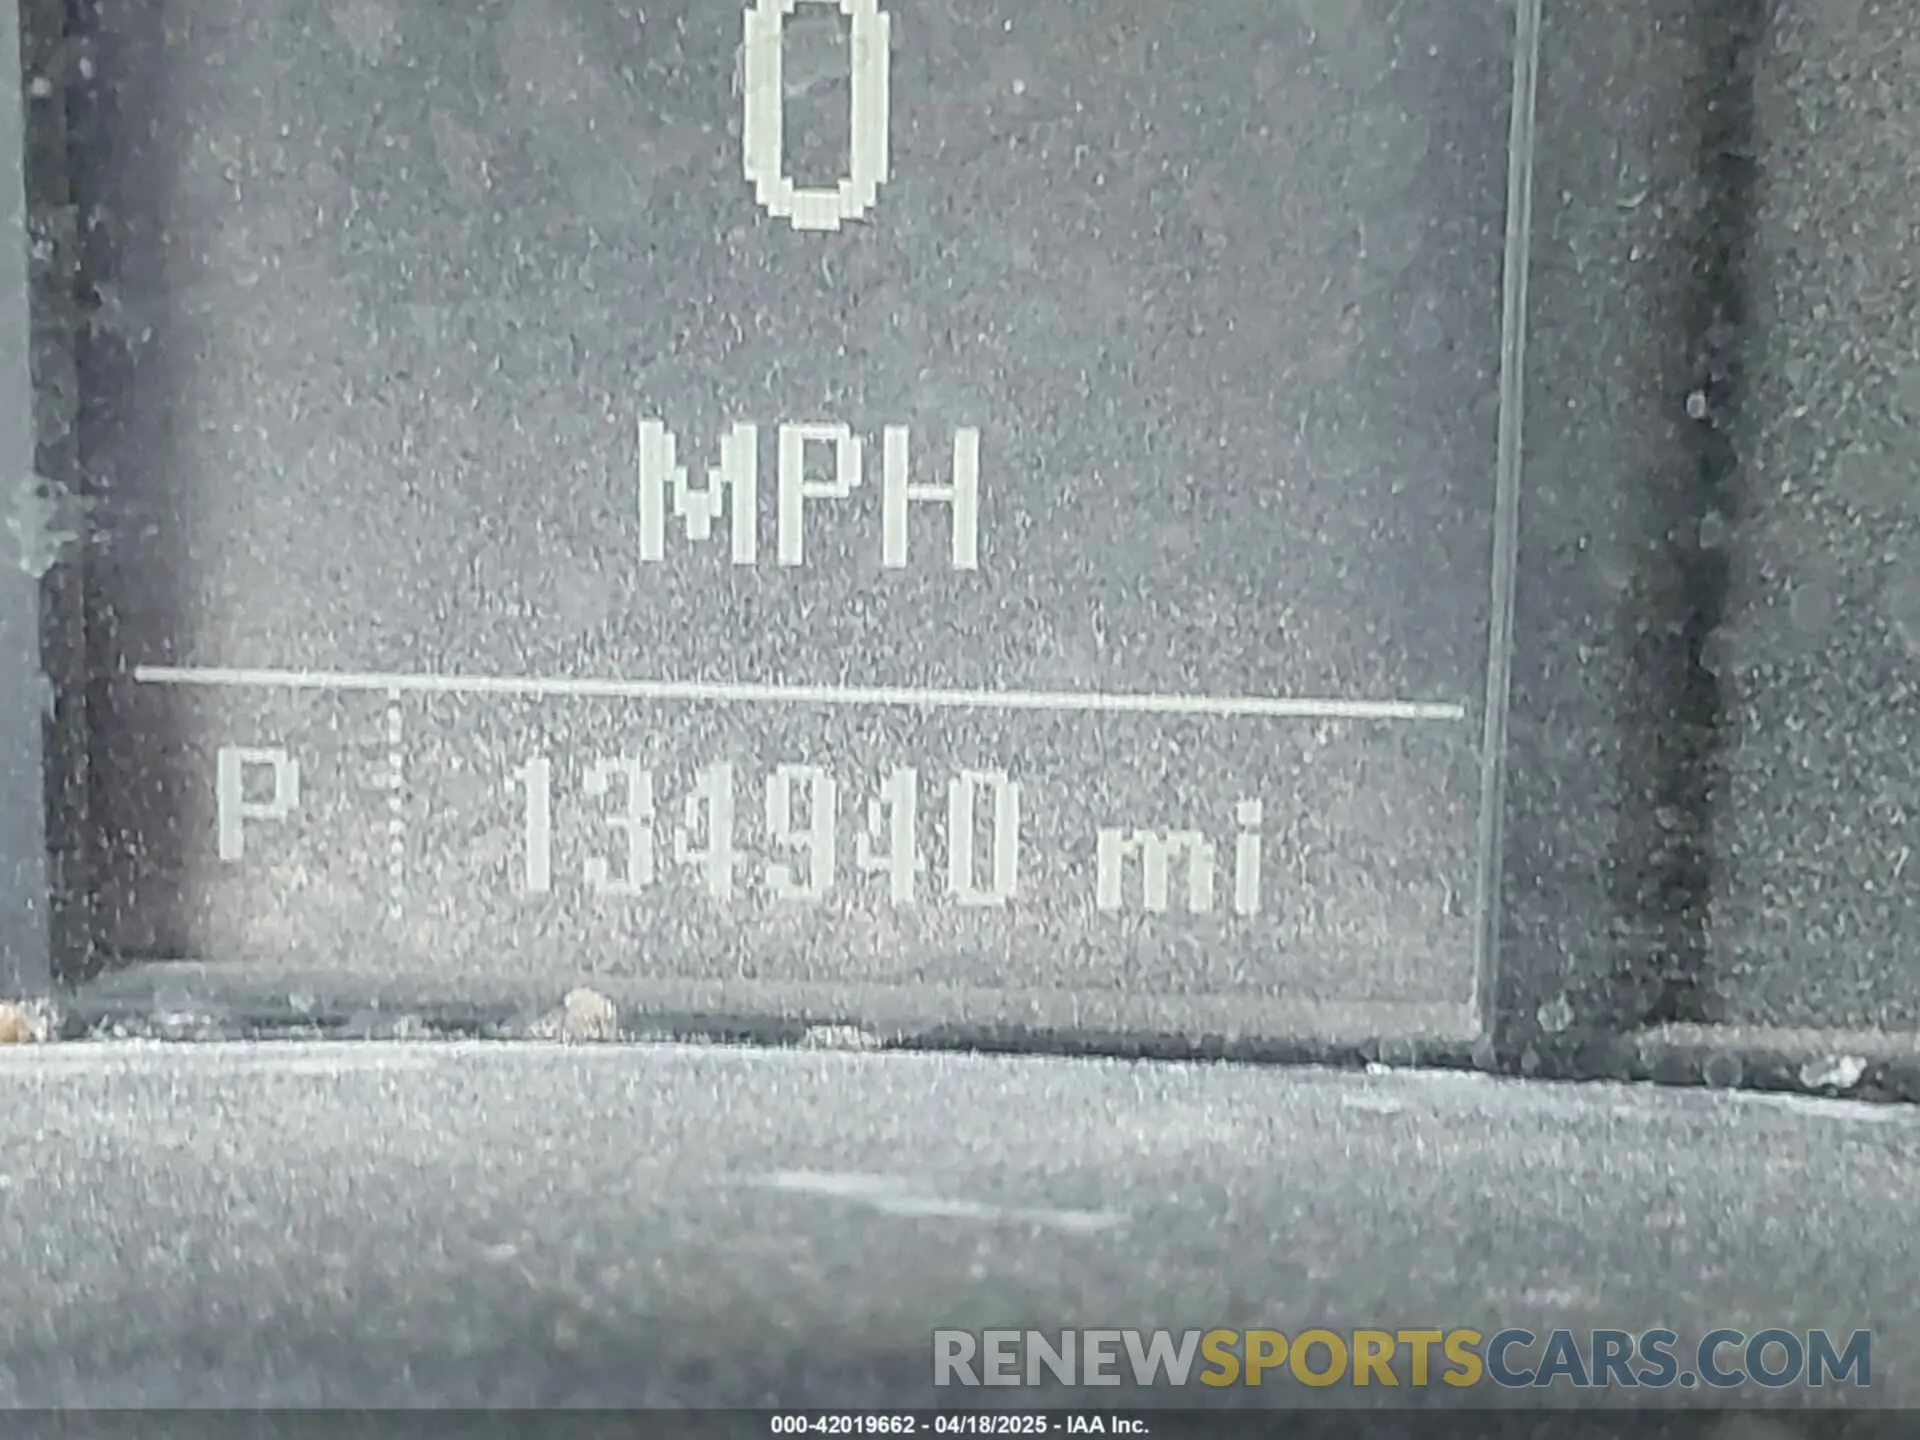 0
MPH
P 134940 mi
RENEWSPORTSCARS.COM
000-42019662 - 04/18/2025 - IAA Inc.